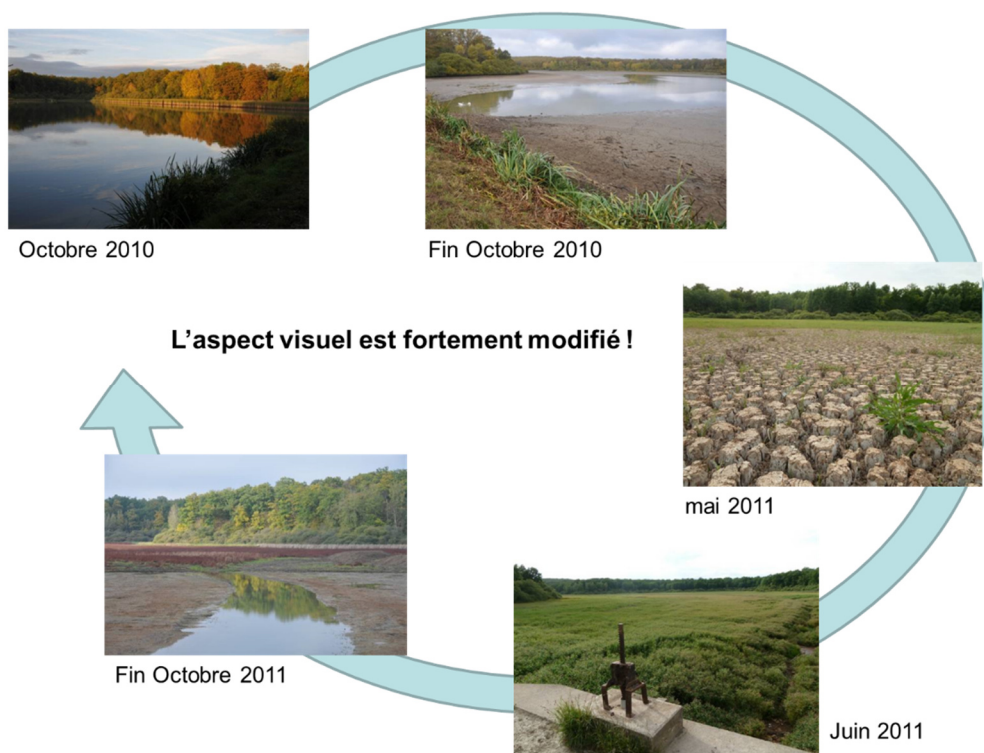 Octobre 2010
Fin Octobre 2010
L'aspect visuel est fortement modifié !
mai 2011
Fin Octobre 2011
Juin 2011